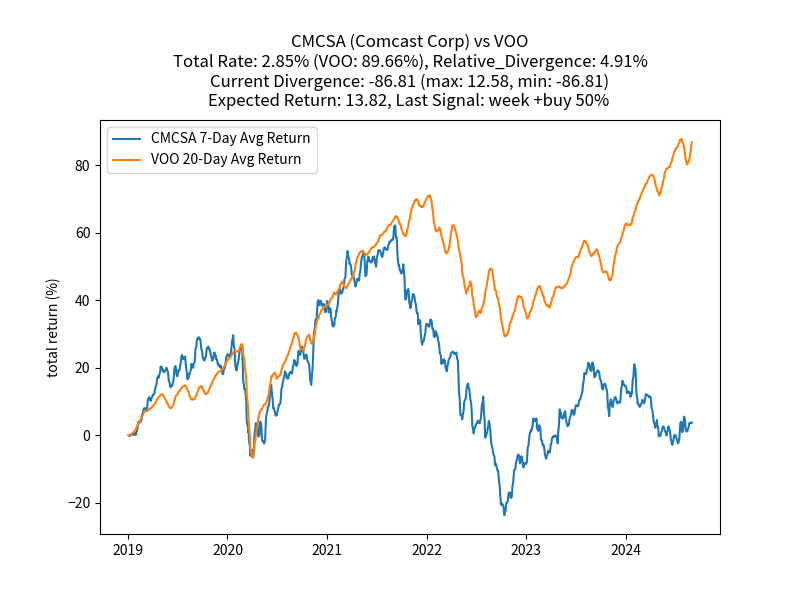 CMCSA (Comcast Corp) vs VOO
Total Rate: 2.85% (VOO: 89.66%), Relative_Divergence: 4.91%
Current Divergence: -86.81 (max: 12.58, min: -86.81)
Expected Return: 13.82, Last Signal: week +buy 50%
CMCSA 7-Day Avg Return
VOO 20-Day Avg Return
total return (%)
80
60
40
20
0
−20
2019 2020 2021 2022 2023 2024